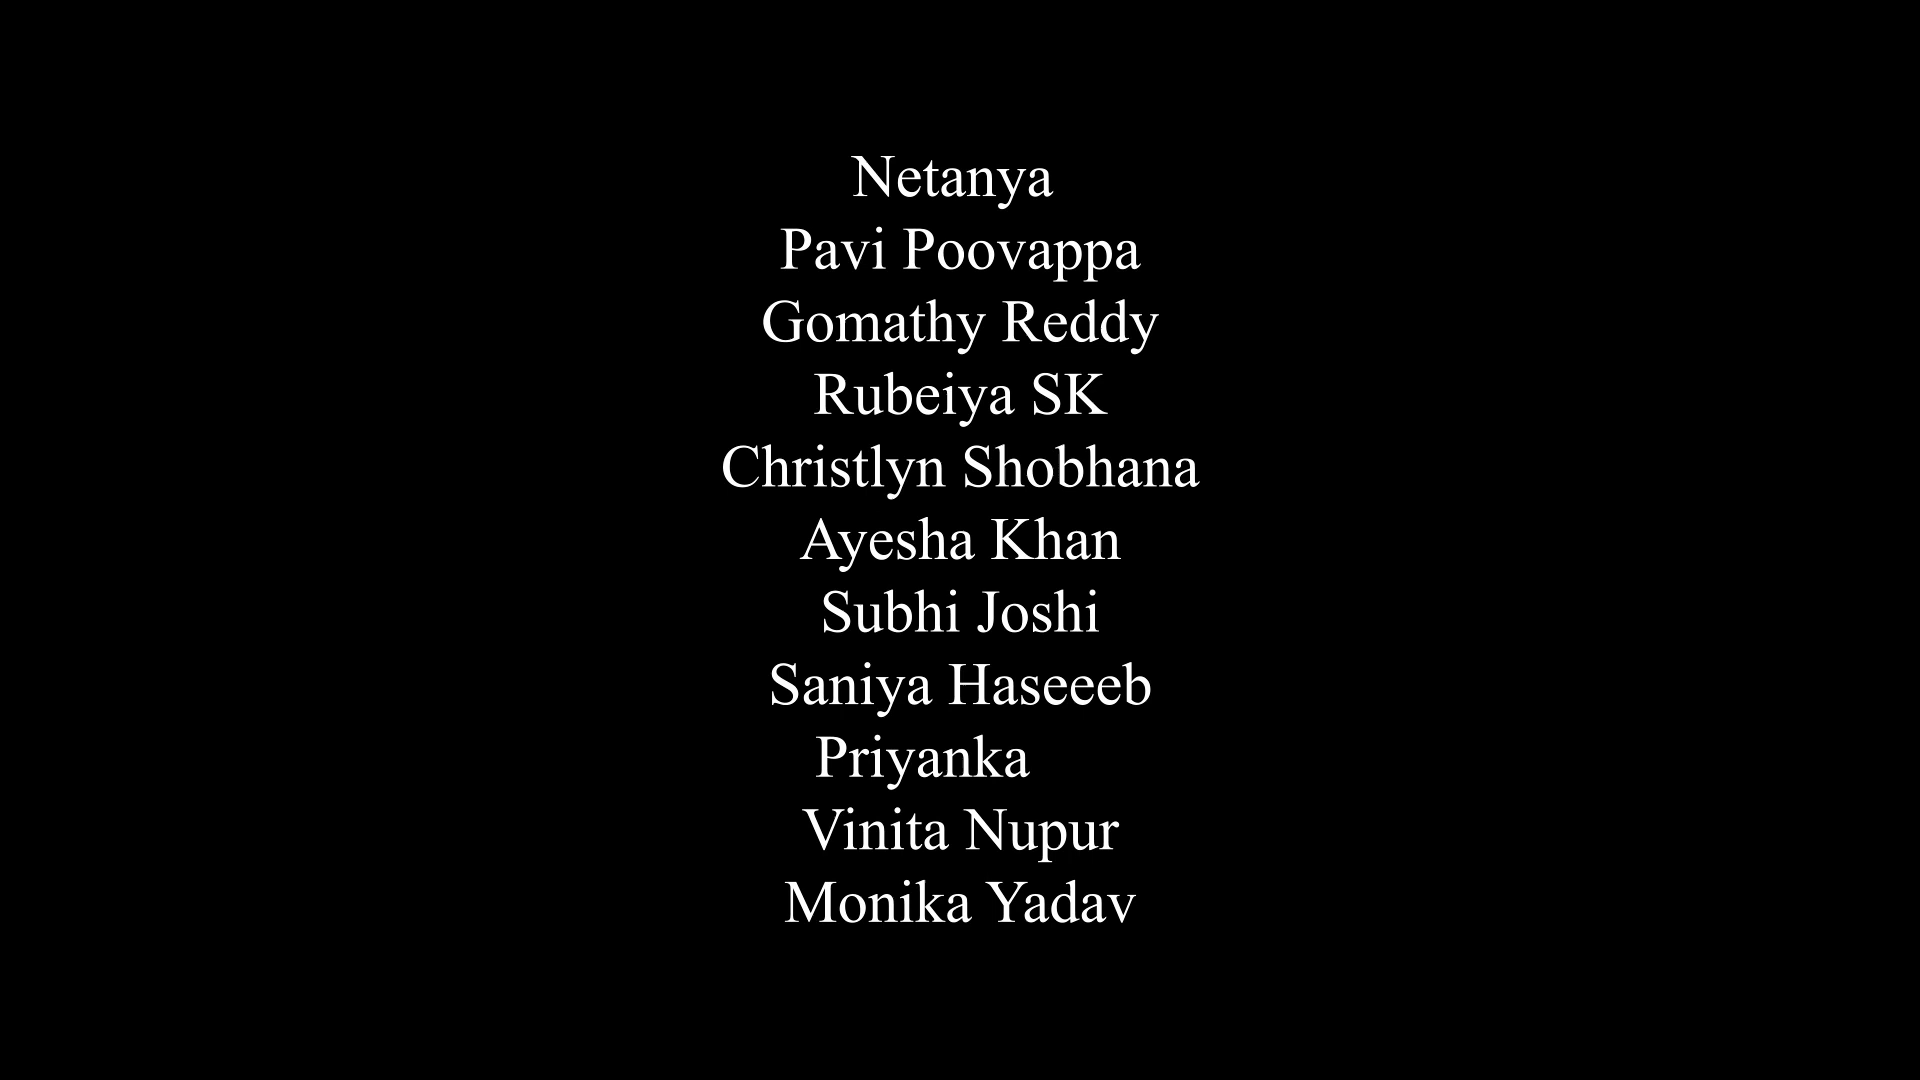 Netanya
Pavi Poovappa
Gomathy Reddy
Rubeiya SK
Christlyn Shobhana
Ayesha Khan
Subhi Joshi
Saniya Haseeeb
Priyanka
Vinita Nupur
Monika Yadav